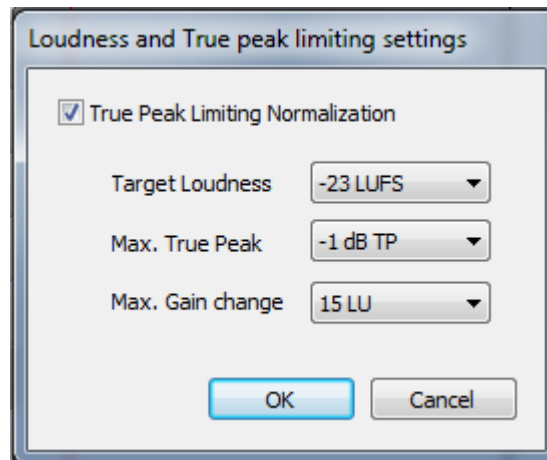 Loudness and True peak limiting settings
True Peak Limiting Normalization
Target Loudness -23 LUFS
Max. True Peak -1 dB TP
Max. Gain change 15 LU
OK Cancel